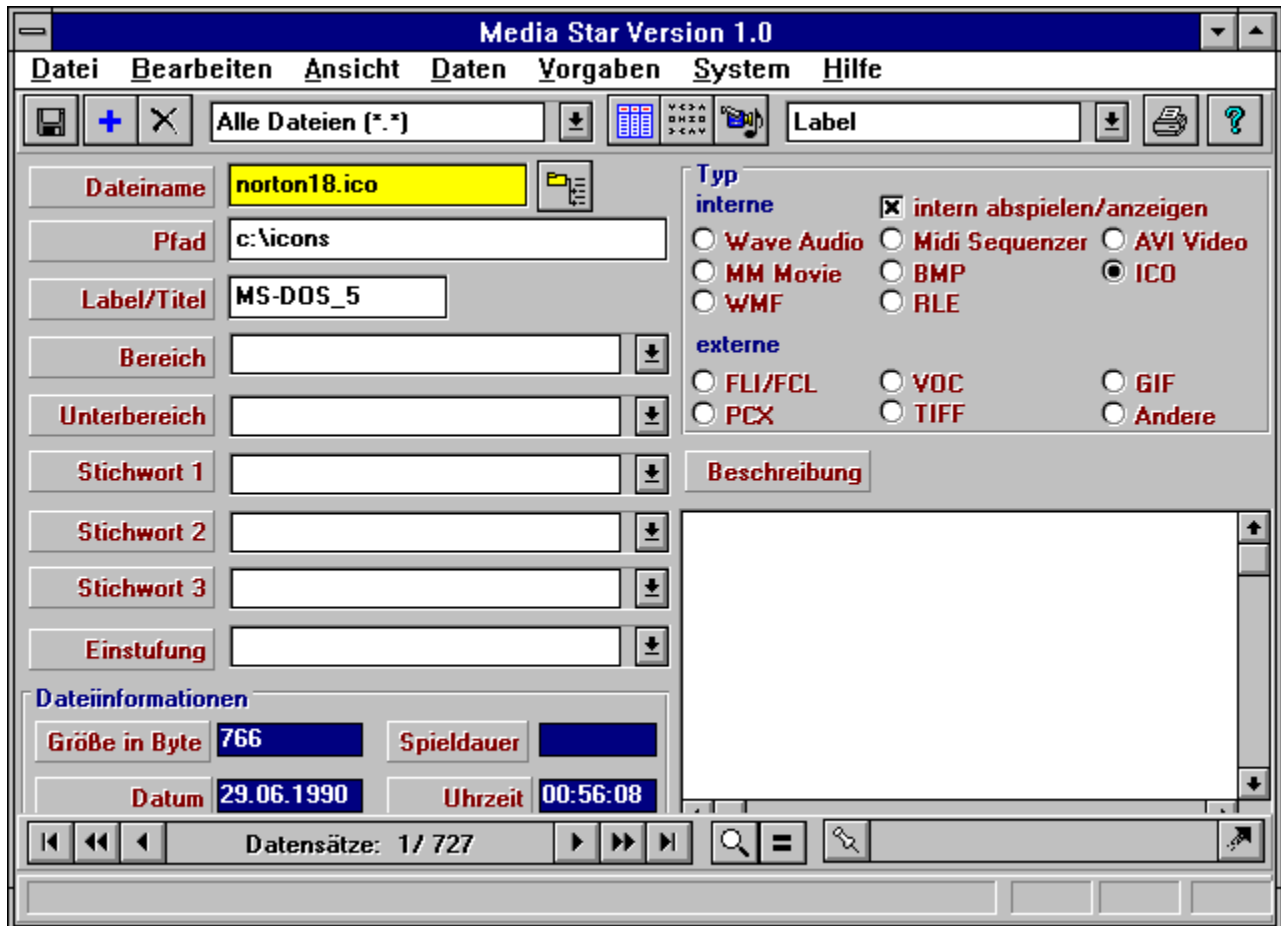 Media Star Version 1.0
Datei Bearbeiten Ansicht Daten Vorgaben System Hilfe
Alle Dateien (*.*) Label
Dateiname norton18.ico
Pfad c:\icons
Label/Titel MS-DOS_5
Bereich
Unterbereich
Stichwort 1
Stichwort 2
Stichwort 3
Einstufung
Dateiinformationen
Größe in Byte 766 Spieldauer
Datum 29.06.1990 Uhrzeit 00:56:08
Typ
interne intern abspielen/anzeigen
Wave Audio Midi Sequenzer AVI Video
MM Movie BMP ICO
WMF RLE
externe
FLI/FCL VOC GIF
PCX TIFF Andere
Beschreibung
Datensätze: 1/ 727